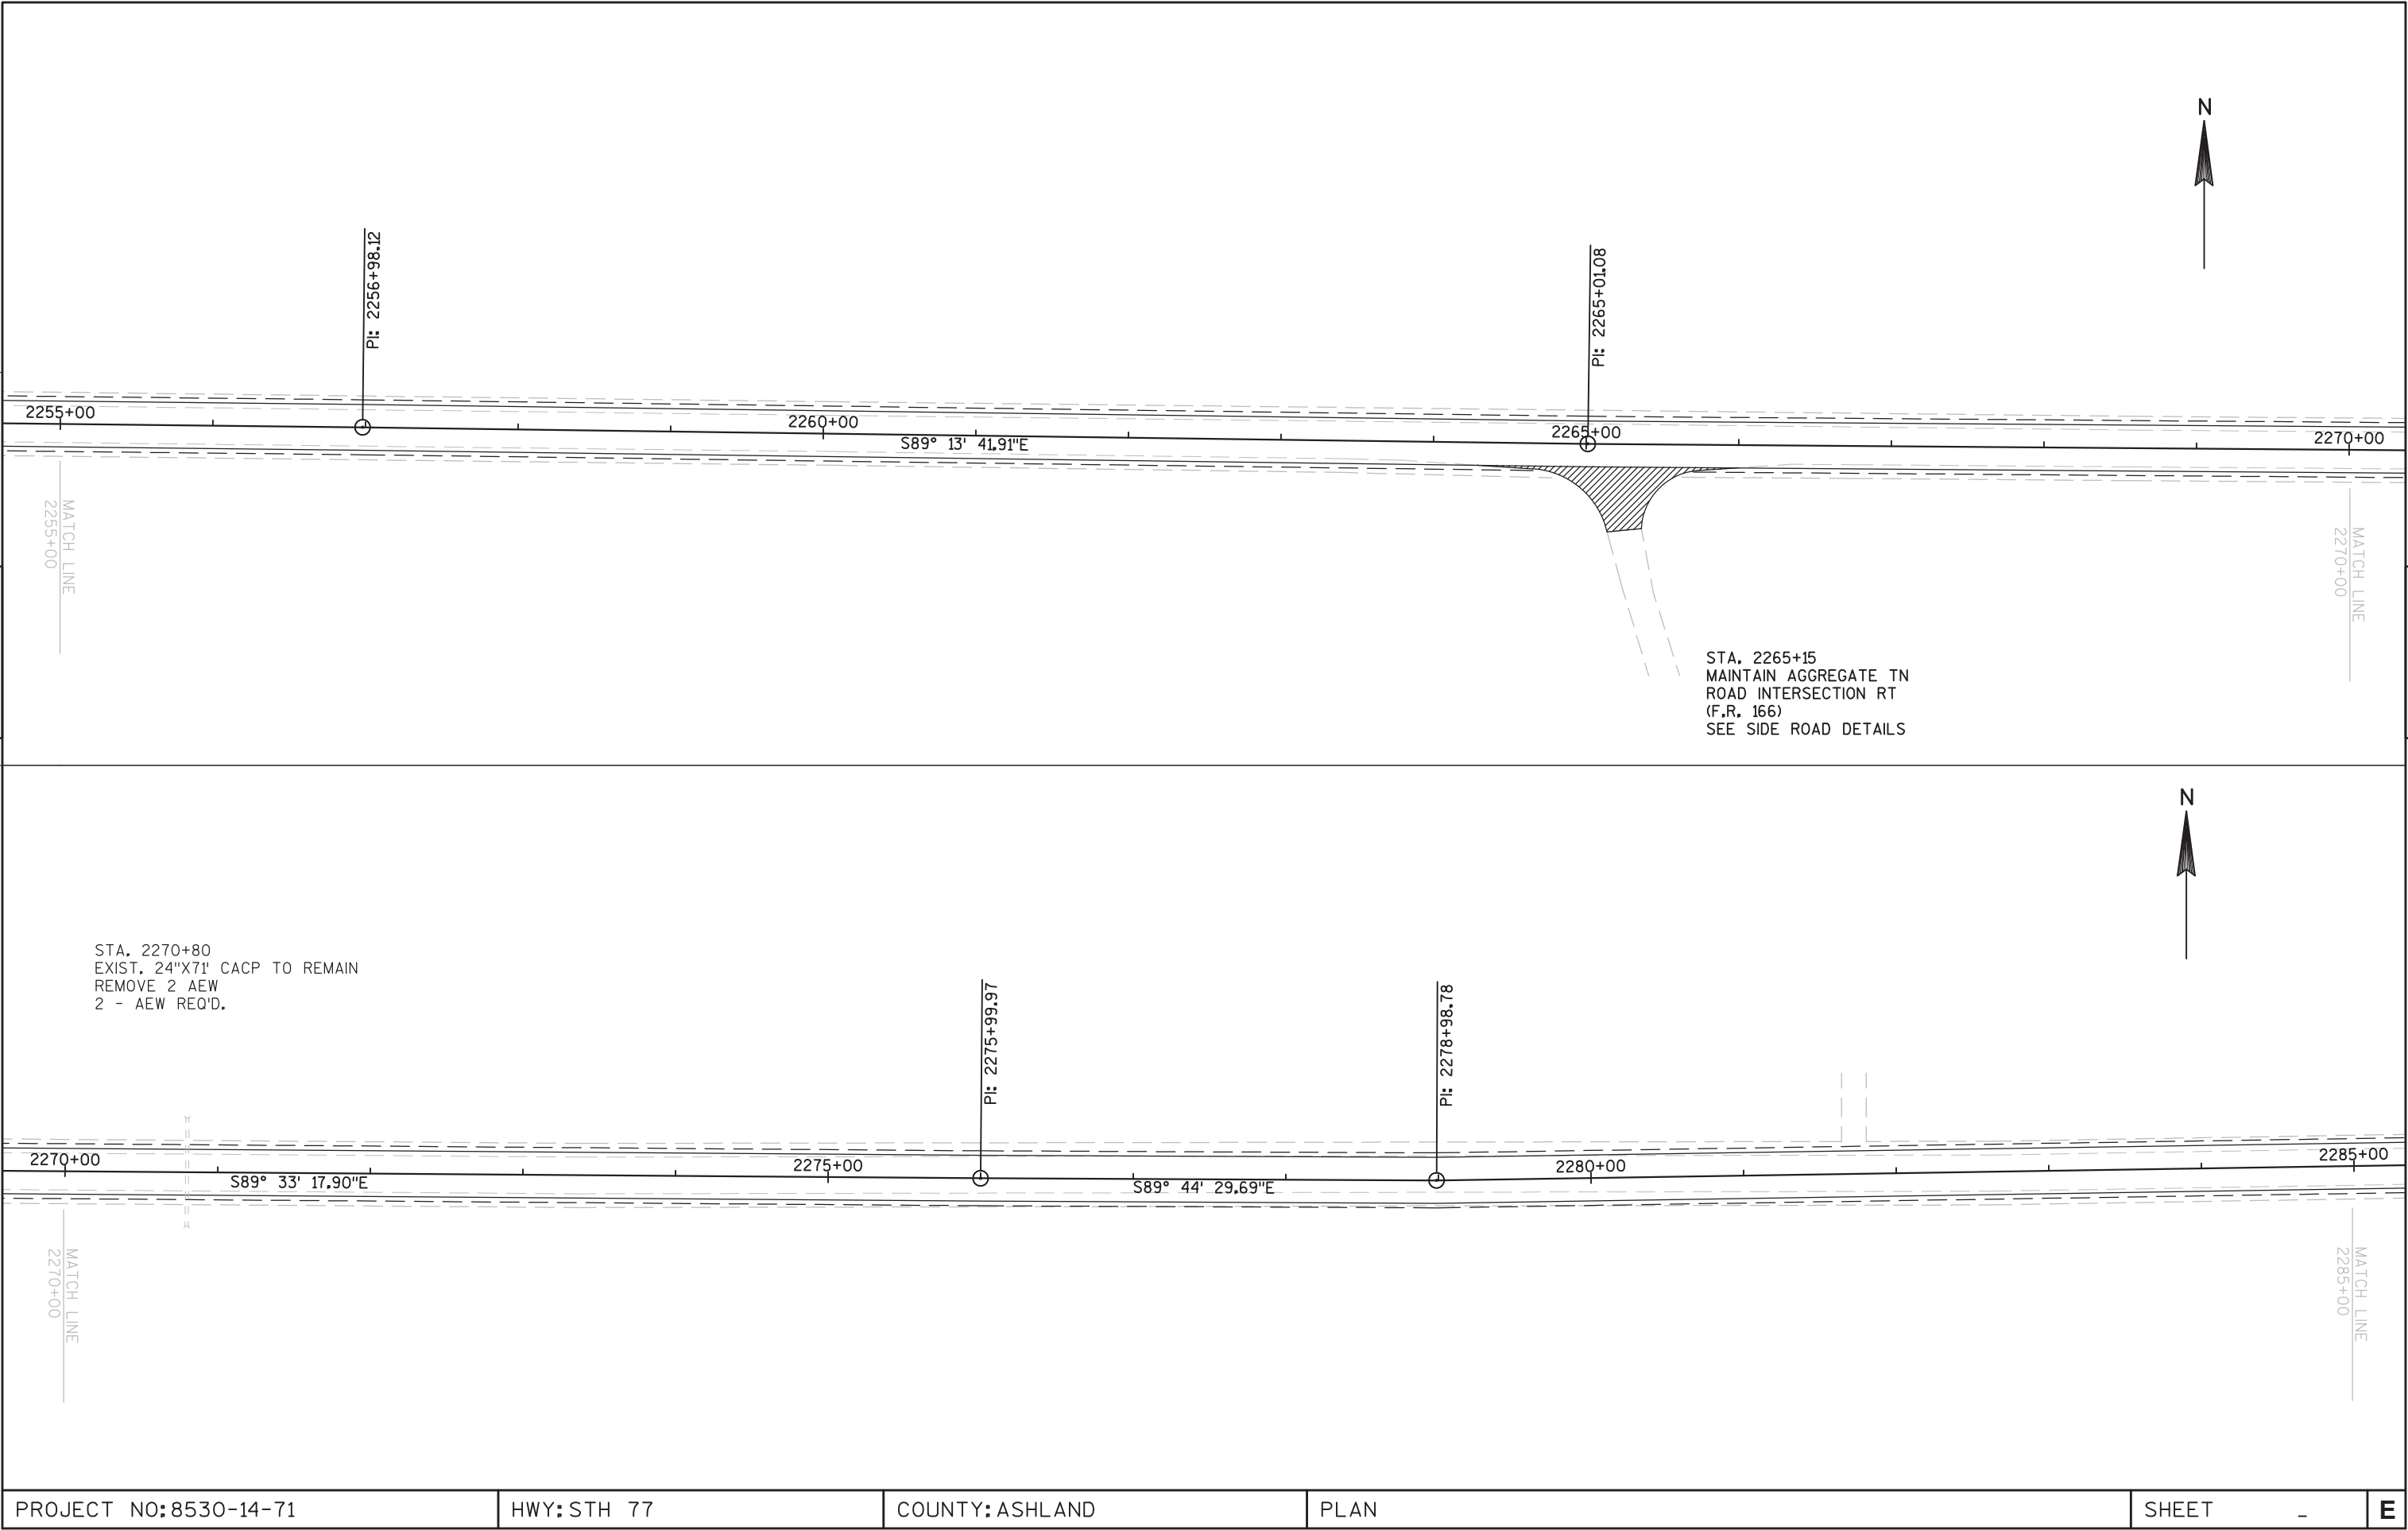 N
PI: 2256+98.12
PI: 2265+01.08
2255+00
2260+00
2265+00
2270+00
S89° 13' 41.91"E
MATCH LINE
2255+00
MATCH LINE
2270+00
STA. 2265+15
MAINTAIN AGGREGATE TN
ROAD INTERSECTION RT
(F.R. 166)
SEE SIDE ROAD DETAILS
N
STA. 2270+80
EXIST. 24"X71' CACP TO REMAIN
REMOVE 2 AEW
2 - AEW REQ'D.
PI: 2275+99.97
PI: 2278+98.78
2270+00
2275+00
2280+00
2285+00
S89° 33' 17.90"E
S89° 44' 29.69"E
MATCH LINE
2270+00
MATCH LINE
2285+00
PROJECT NO:8530-14-71
HWY:STH 77
COUNTY:ASHLAND
PLAN
SHEET _
E